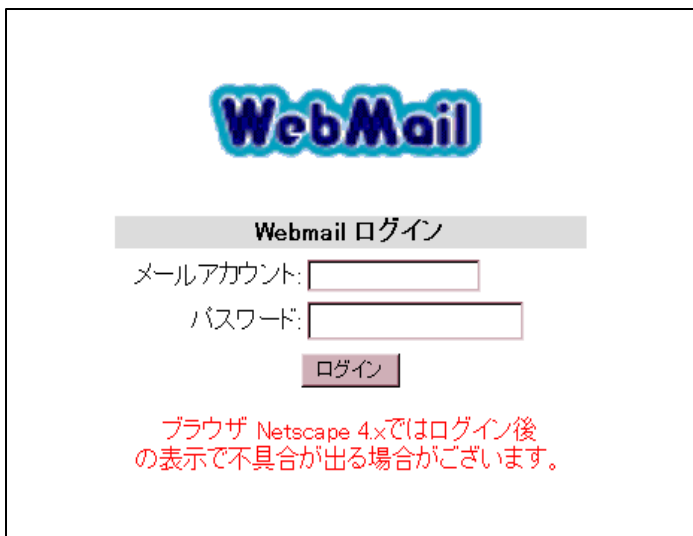 WebMail
Webmail ログイン
メールアカウント:
パスワード:
ログイン
ブラウザ Netscape 4.xではログイン後
の表示で不具合が出る場合がございます。